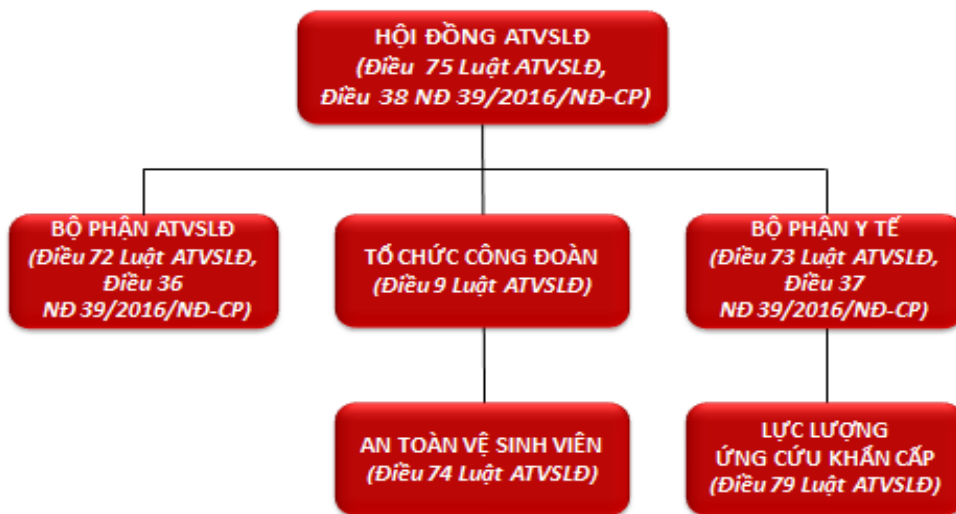 HỘI ĐỒNG ATVSLĐ
(Điều 75 Luật ATVSLĐ,
Điều 38 NĐ 39/2016/NĐ-CP)
BỘ PHẬN ATVSLĐ
(Điều 72 Luật ATVSLĐ,
Điều 36
NĐ 39/2016/NĐ-CP)
TỔ CHỨC CÔNG ĐOÀN
(Điều 9 Luật ATVSLĐ)
BỘ PHẬN Y TẾ
(Điều 73 Luật ATVSLĐ,
Điều 37
NĐ 39/2016/NĐ-CP)
AN TOÀN VỆ SINH VIÊN
(Điều 74 Luật ATVSLĐ)
LỰC LƯỢNG
ỨNG CỨU KHẨN CẤP
(Điều 79 Luật ATVSLĐ)